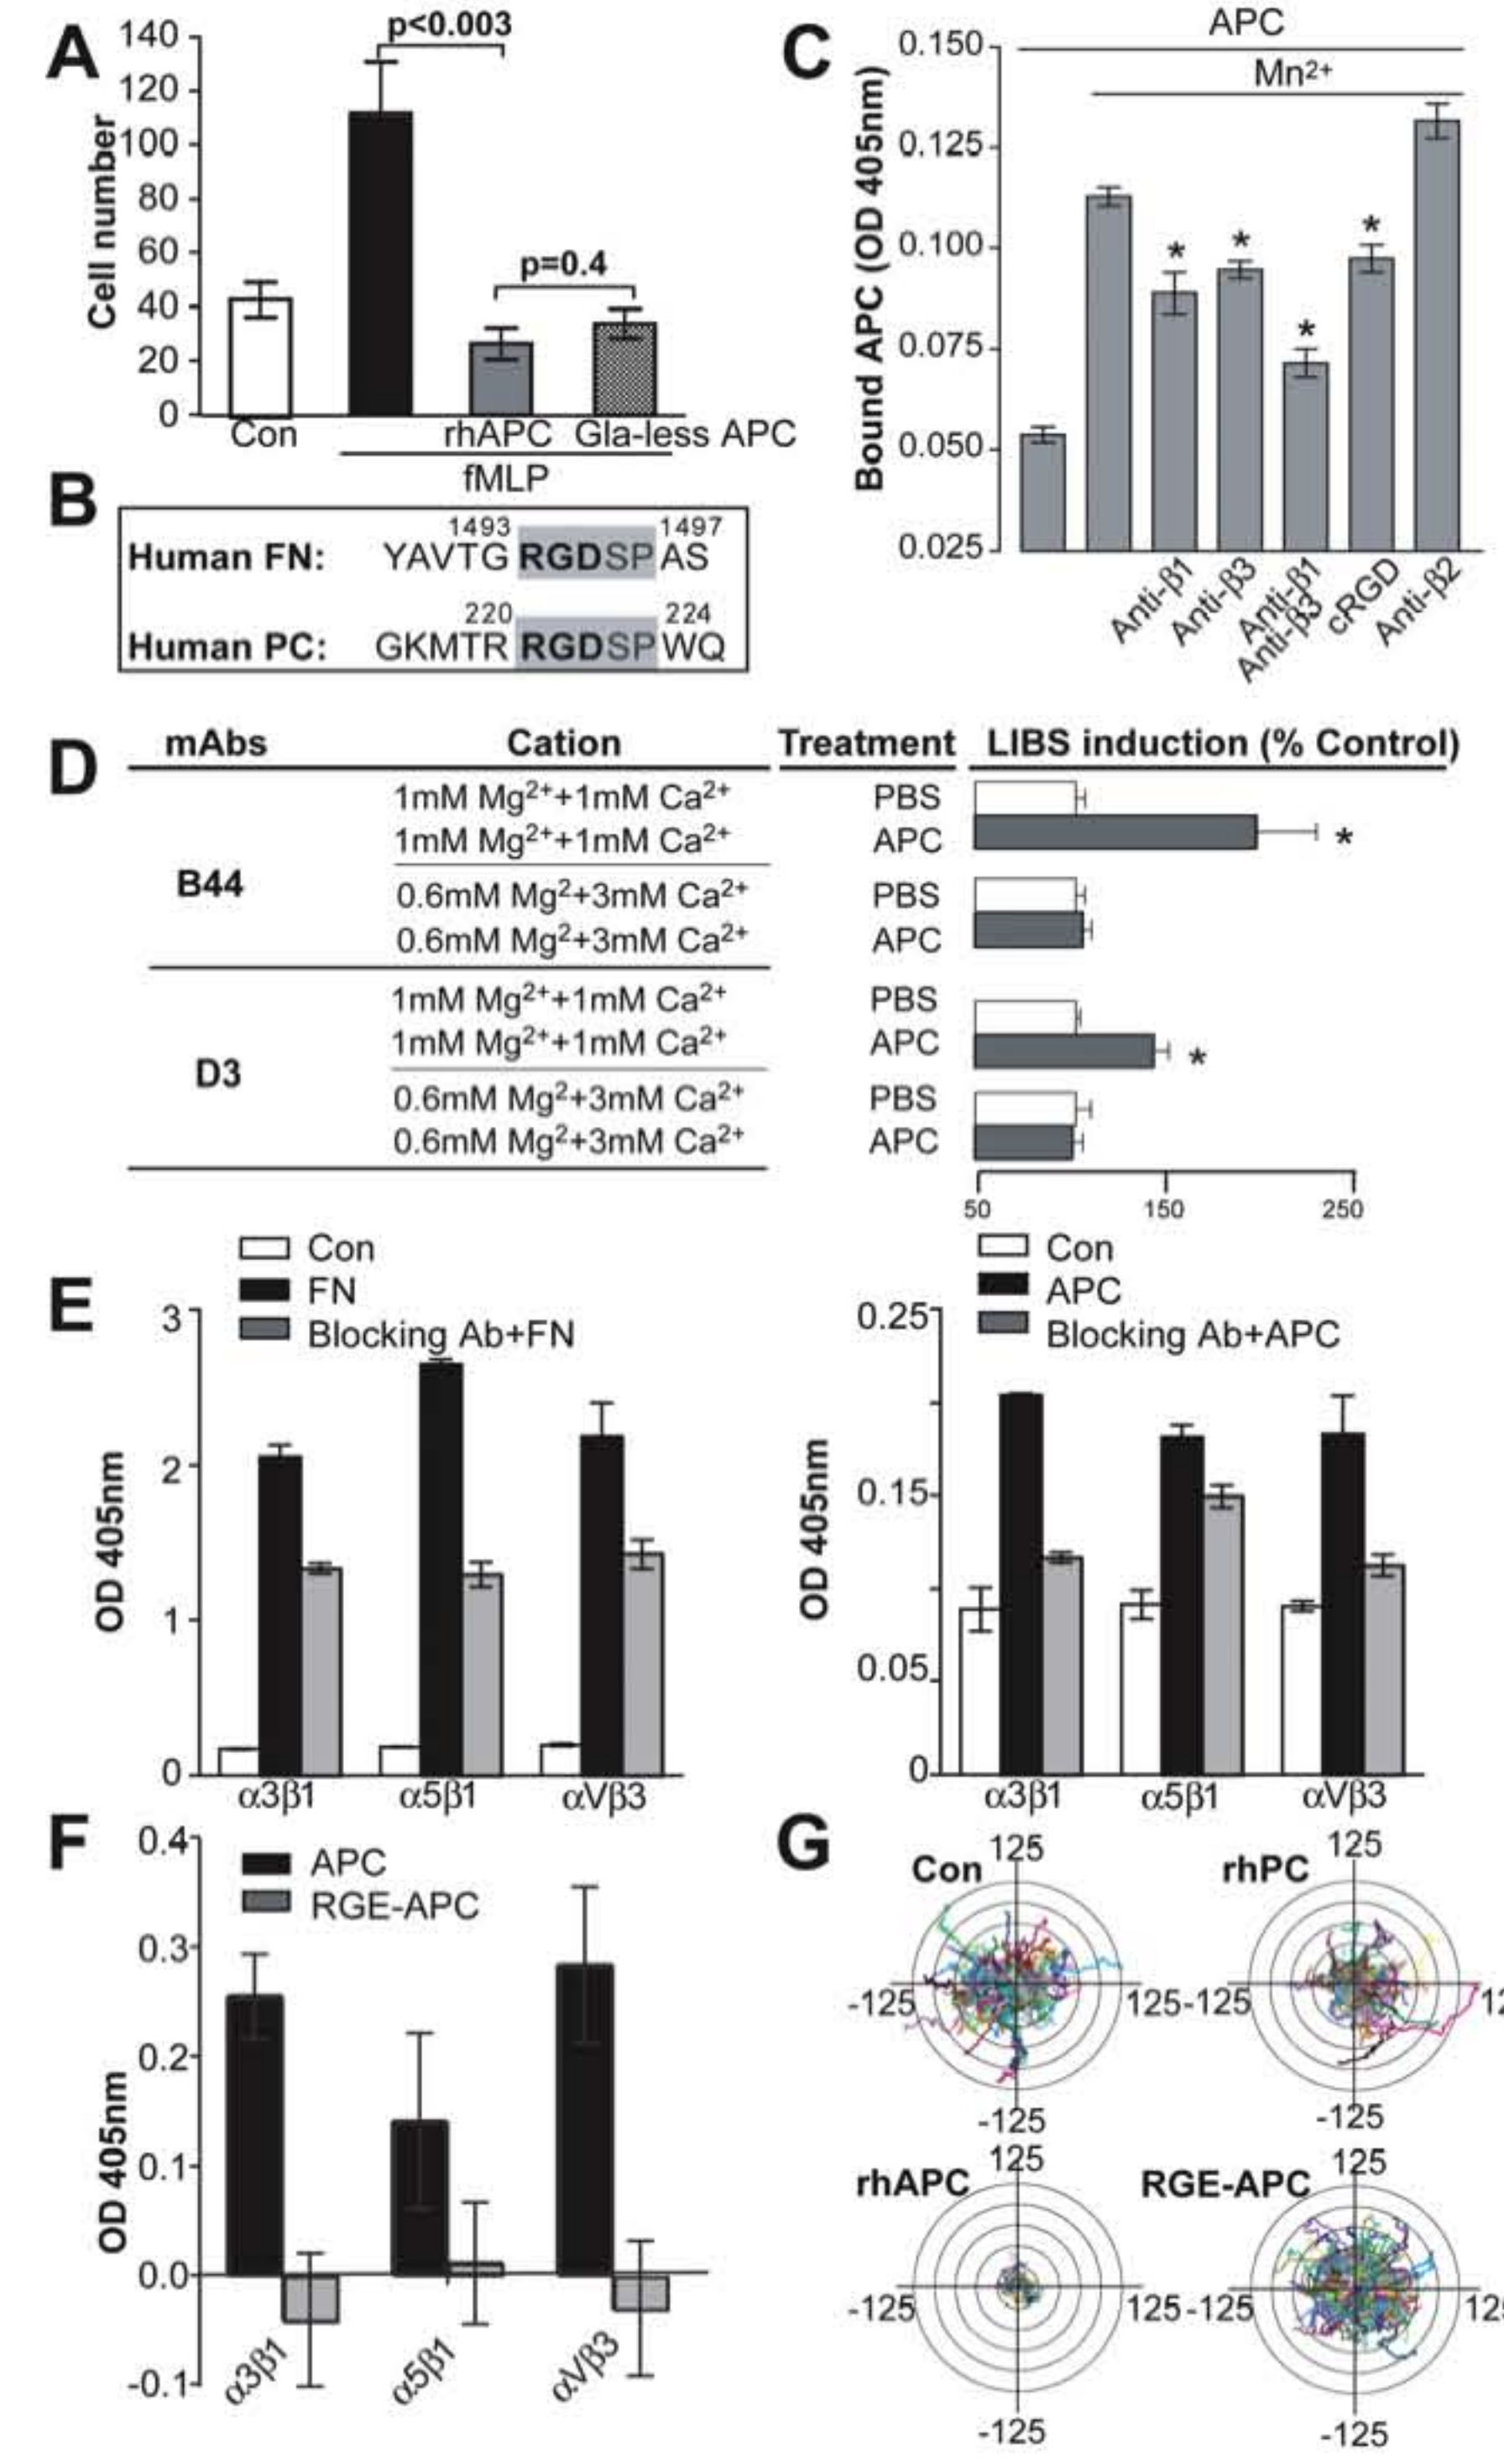 A
140
120
100
80
60
40
20
0
Cell number
p<0.003
p=0.4
Con
rhAPC
Gla-less APC
fMLP
B
1493
1497
Human FN: YAVTG RGDSP AS
220
224
Human PC: GKMTR RGDSP WQ
C
APC
Mn2+
0.150
0.125
0.100
0.075
0.050
0.025
Bound APC (OD 405nm)
*
*
*
*
Anti-β1
Anti-β3
Anti-β1
Anti-β3
cRGD
Anti-β2
D
mAbs Cation Treatment LIBS induction (% Control)
1mM Mg2++1mM Ca2+ PBS
1mM Mg2++1mM Ca2+ APC *
B44
0.6mM Mg2+3mM Ca2+ PBS
0.6mM Mg2+3mM Ca2+ APC
1mM Mg2++1mM Ca2+ PBS
1mM Mg2++1mM Ca2+ APC *
D3
0.6mM Mg2+3mM Ca2+ PBS
0.6mM Mg2+3mM Ca2+ APC
50 150 250
E
Con
FN
Blocking Ab+FN
3
2
1
0
OD 405nm
α3β1 α5β1 αVβ3
Con
APC
Blocking Ab+APC
0.25
0.15
0.05
0
OD 405nm
α3β1 α5β1 αVβ3
F
APC
RGE-APC
0.4
0.3
0.2
0.1
0.0
-0.1
OD 405nm
α3β1 α5β1 αVβ3
G
Con
125
-125
125
-125
rhPC
125
-125
12
-125
rhAPC
125
-125
125
-125
RGE-APC
125
-125
125
-125